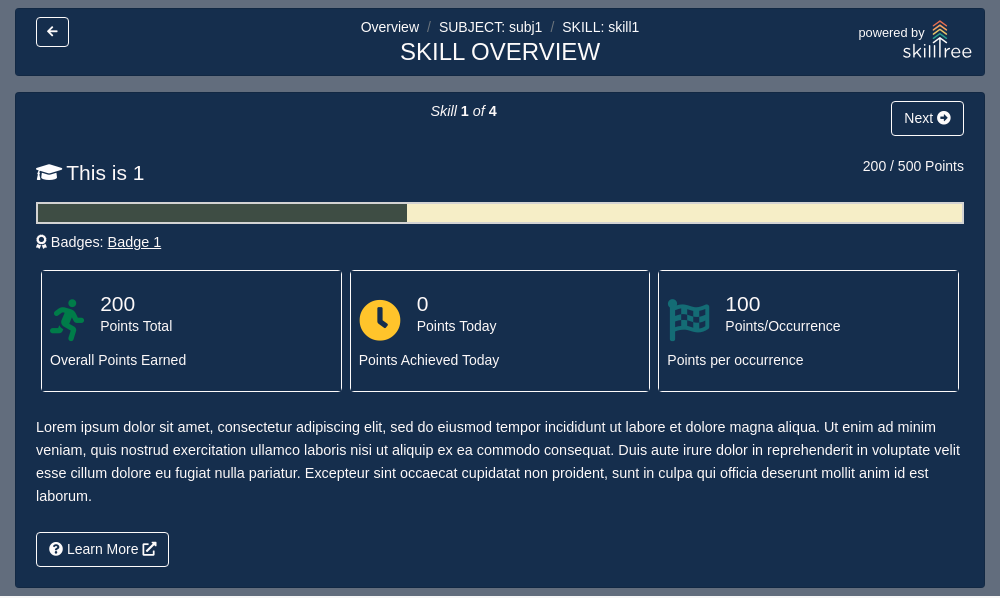 Overview / SUBJECT: subj1 / SKILL: skill1
SKILL OVERVIEW
powered by
skilltree
Skill 1 of 4
Next
This is 1
200 / 500 Points
Badges: Badge 1
200
Points Total
Overall Points Earned
0
Points Today
Points Achieved Today
100
Points/Occurrence
Points per occurrence
Lorem ipsum dolor sit amet, consectetur adipiscing elit, sed do eiusmod tempor incididunt ut labore et dolore magna aliqua. Ut enim ad minim
veniam, quis nostrud exercitation ullamco laboris nisi ut aliquip ex ea commodo consequat. Duis aute irure dolor in reprehenderit in voluptate velit
esse cillum dolore eu fugiat nulla pariatur. Excepteur sint occaecat cupidatat non proident, sunt in culpa qui officia deserunt mollit anim id est
laborum.
Learn More